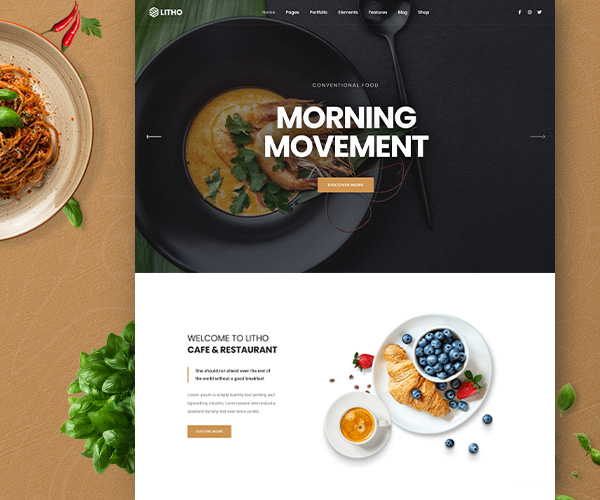 LITHO
Home Pages Portfolio Elements Features Blog Shop
CONVENTIONAL FOOD
MORNING
MOVEMENT
DISCOVER MORE
WELCOME TO LITHO
CAFE & RESTAURANT
One should not attend even the end of
the world without a good breakfast
Lorem Ipsum is simply dummy text printing and
typesetting industry. Lorem Ipsum been
standard dummy text ever since.
EXPLORE MORE